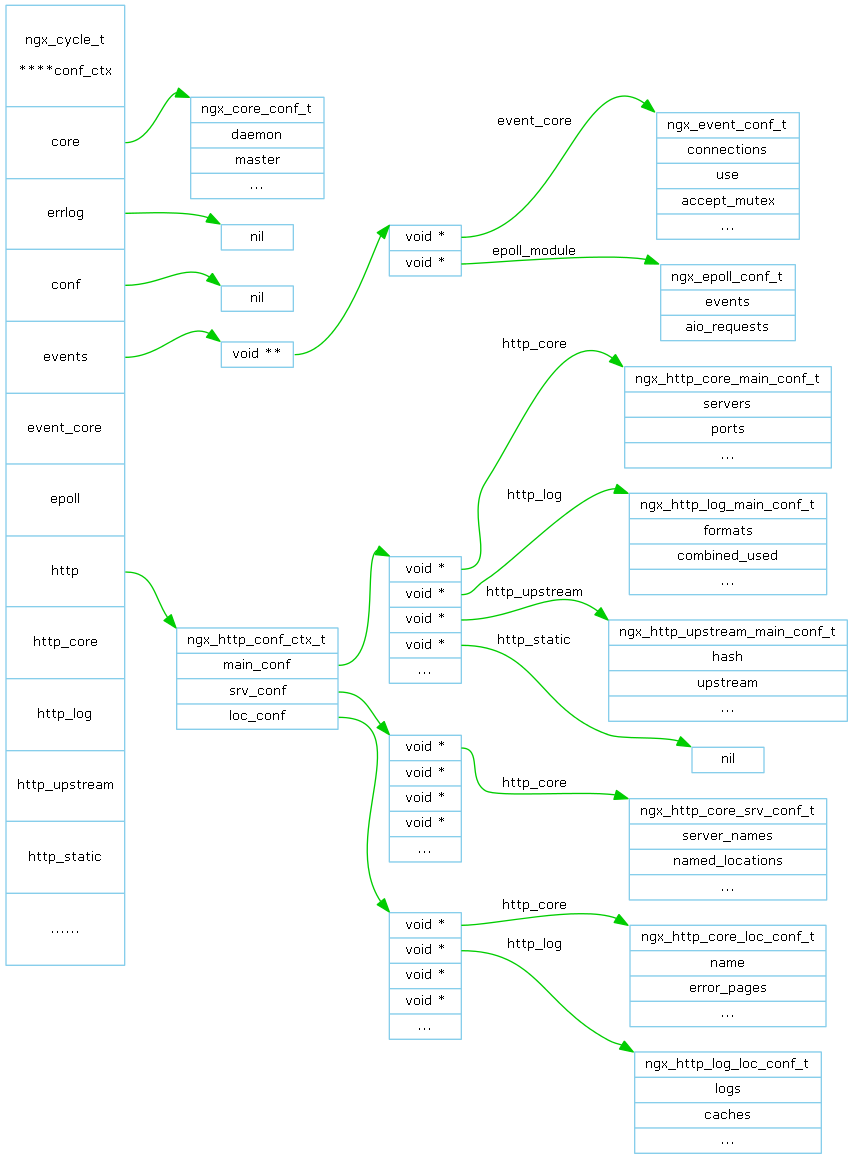 ngx_cycle_t
****conf_ctx
core
errlog
conf
events
event_core
epoll
http
http_core
http_log
http_upstream
http_static
......
ngx_core_conf_t
daemon
master
...
nil
nil
void **
ngx_http_conf_ctx_t
main_conf
srv_conf
loc_conf
void *
void *
void *
void *
void *
void *
...
void *
void *
void *
void *
...
void *
void *
void *
void *
...
event_core
epoll_module
http_core
http_log
http_upstream
http_static
http_core
http_core
http_log
ngx_event_conf_t
connections
use
accept_mutex
...
ngx_epoll_conf_t
events
aio_requests
ngx_http_core_main_conf_t
servers
ports
...
ngx_http_log_main_conf_t
formats
combined_used
...
ngx_http_upstream_main_conf_t
hash
upstream
...
nil
ngx_http_core_srv_conf_t
server_names
named_locations
...
ngx_http_core_loc_conf_t
name
error_pages
...
ngx_http_log_loc_conf_t
logs
caches
...